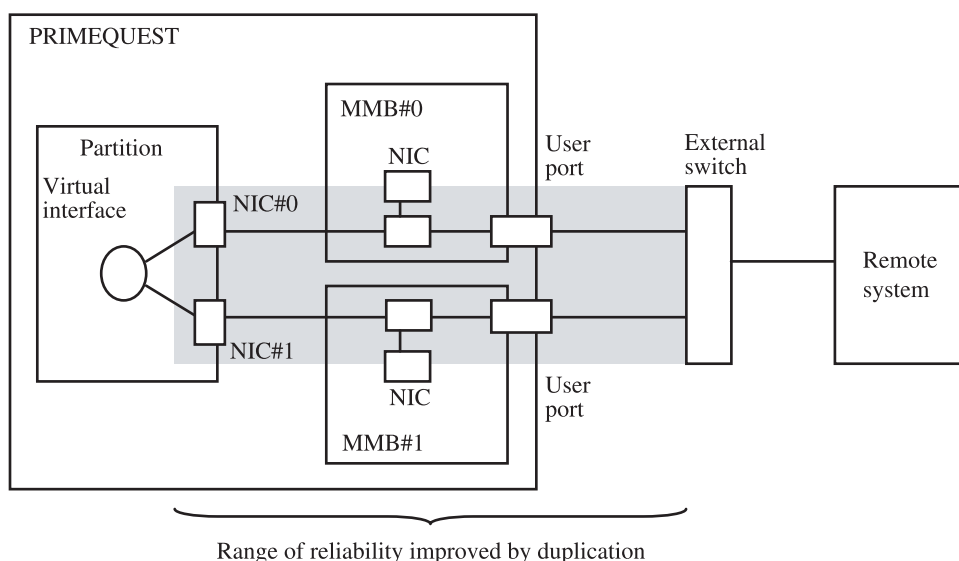 PRIMEQUEST
MMB#0
Partition
NIC
User
port
External
switch
Virtual
interface
NIC#0
Remote
system
NIC#1
NIC
User
port
MMB#1
Range of reliability improved by duplication